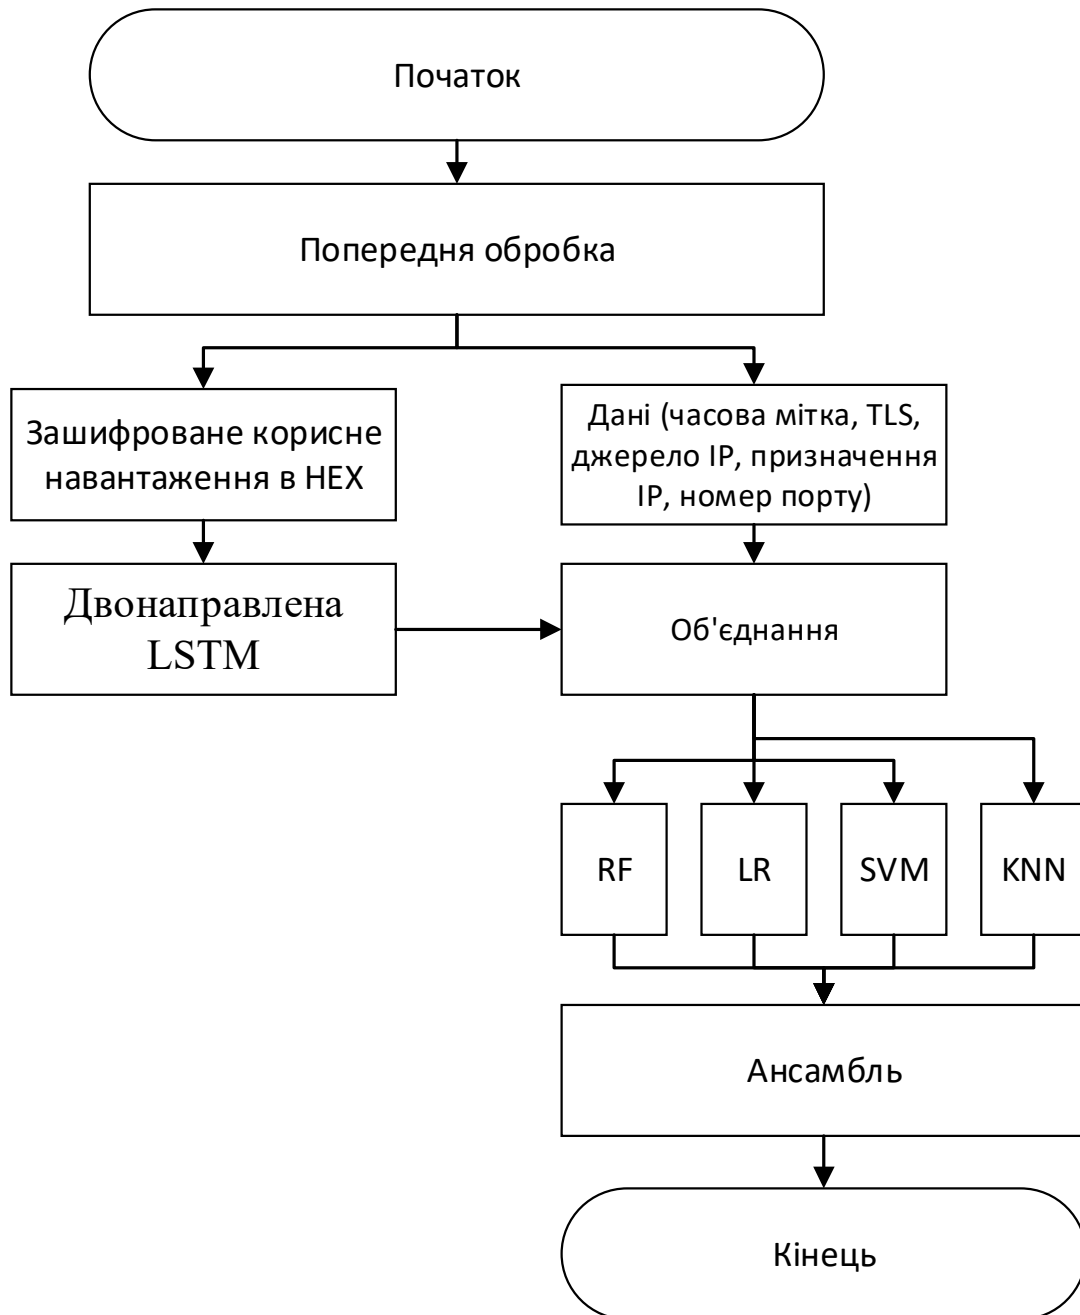 Початок
Попередня обробка
Зашифроване корисне
навантаження в HEX
Дані (часова мітка, TLS,
джерело IP, призначення
IP, номер порту)
Двонаправлена
LSTM
Об'єднання
RF
LR
SVM
KNN
Ансамбль
Кінець